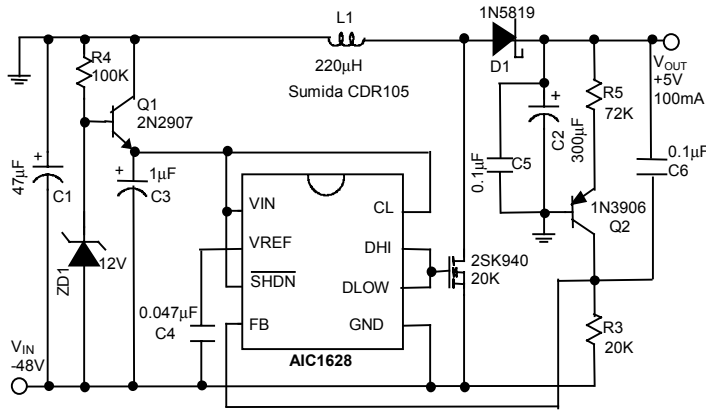 L1
220μH
Sumida CDR105
1N5819
D1
VOUT
+5V
100mA
R4
100K
Q1
2N2907
R5
72K
47μF
+
C1
+
1μF
C3
0.1μF
C5
+
C2
300μF
0.1μF
C6
1N3906
Q2
VIN
CL
VREF
DHI
SHDN
DLOW
FB
GND
AIC1628
2SK940
20K
ZD1
12V
0.047μF
C4
R3
20K
VIN
-48V